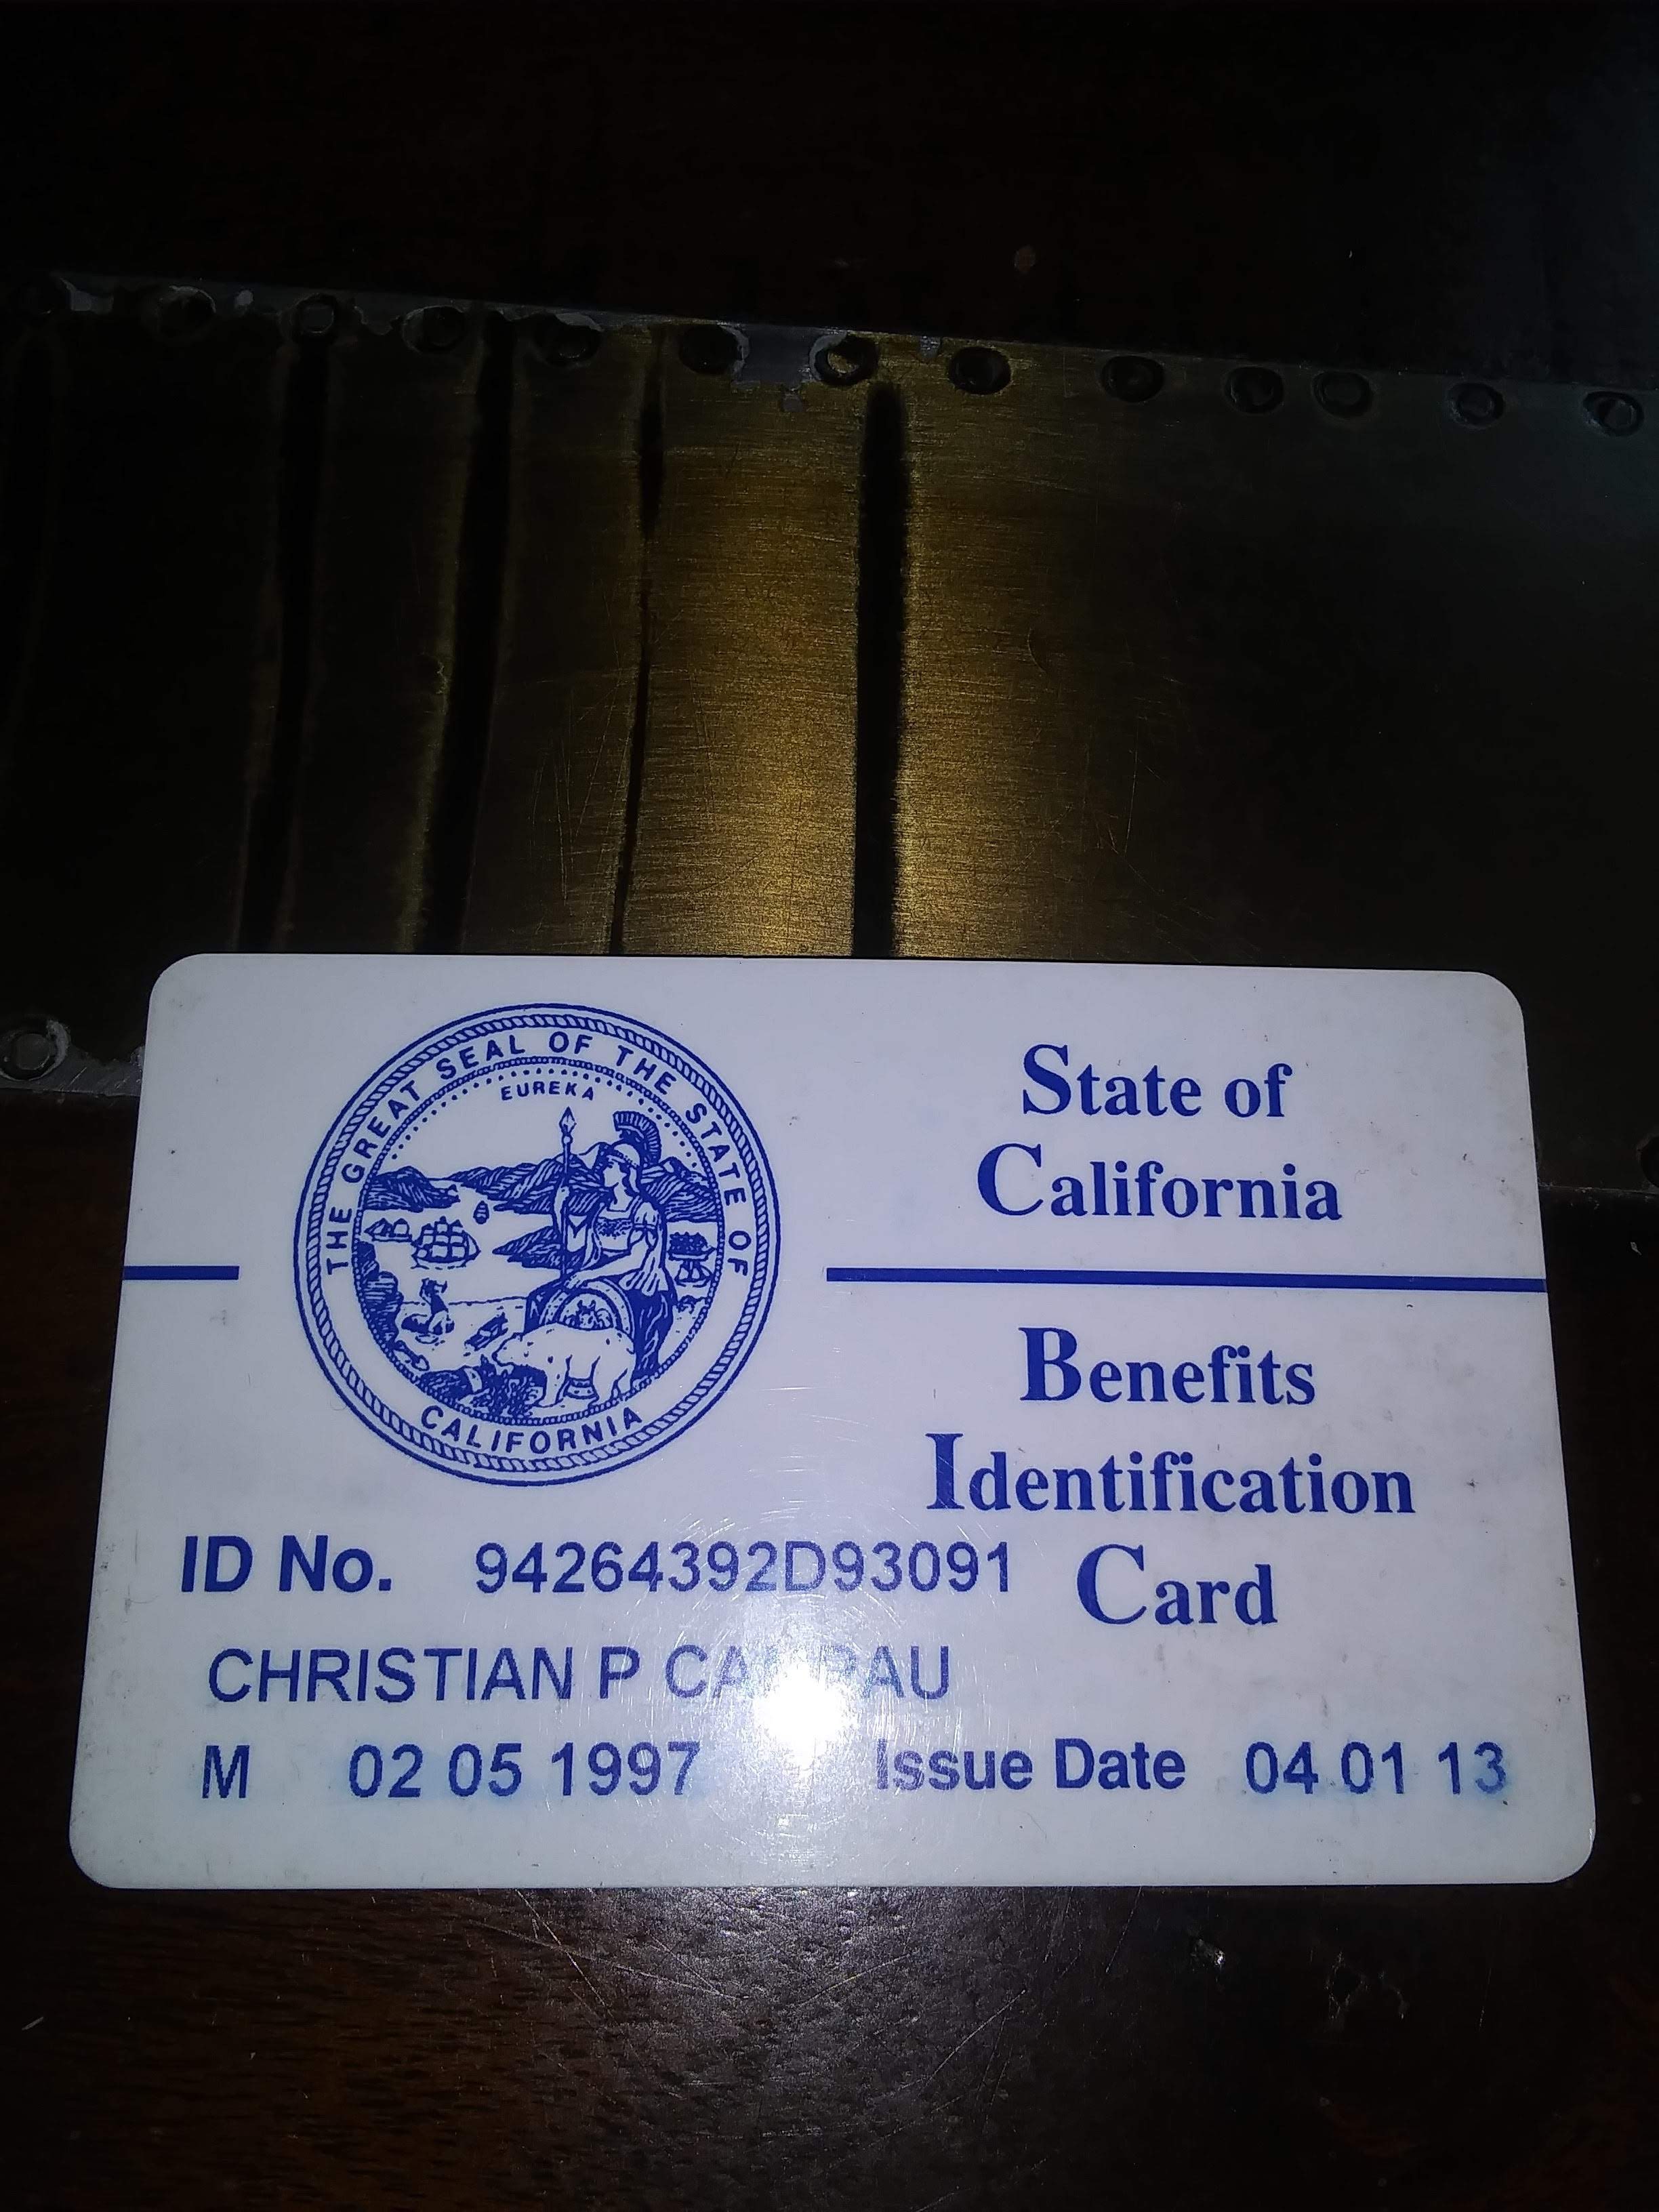 THE GREAT SEAL OF THE STATE OF CALIFORNIA
EUREKA
State of
California
Benefits
Identification
Card
ID No. 94264392D93091
CHRISTIAN P
M 02 05 1997 Issue Date 04 01 13